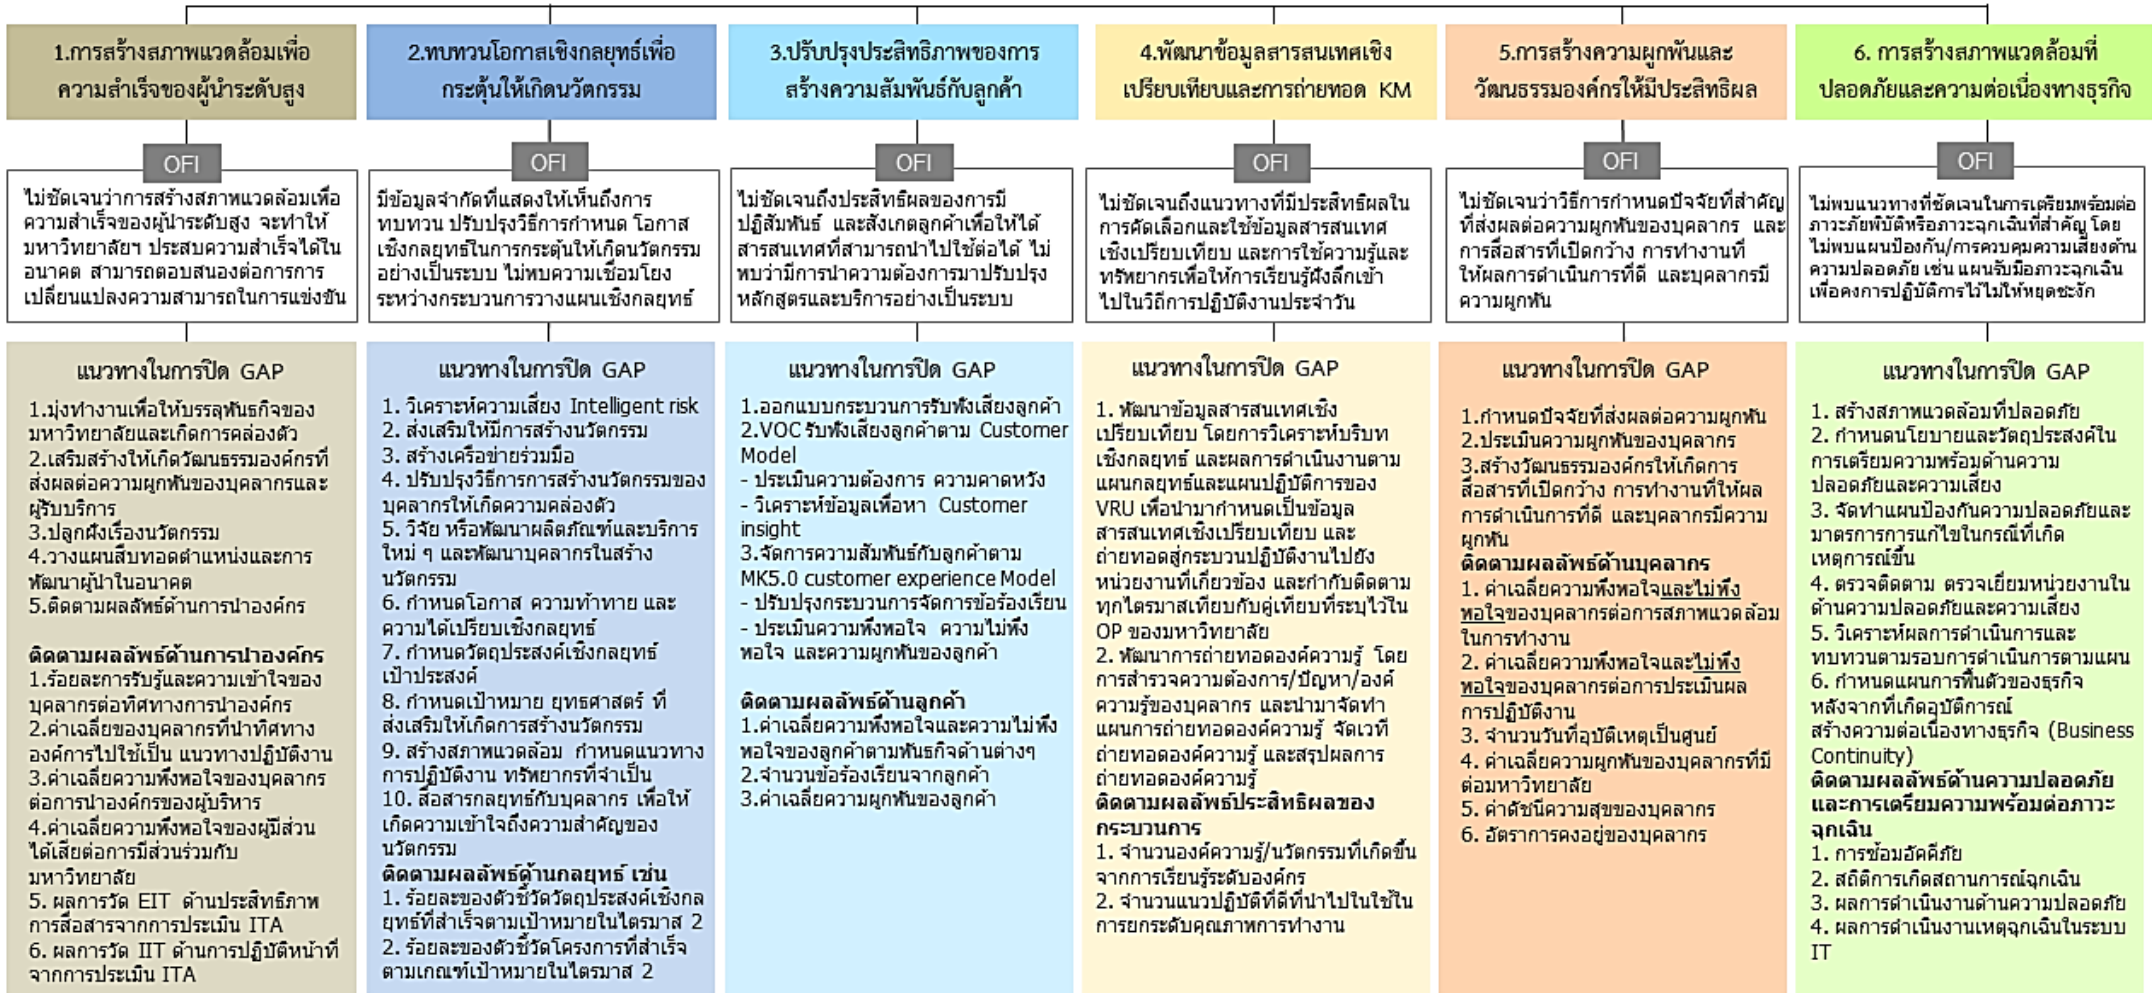 1.การสร้างสภาพแวดล้อมเพื่อ
ความสำเร็จของผู้นำระดับสูง
OFI
ไม่ชัดเจนว่าการสร้างสภาพแวดล้อมเพื่อ
ความสำเร็จของผู้นำระดับสูง จะทำให้
มหาวิทยาลัยฯ ประสบความสำเร็จได้ใน
อนาคต สามารถตอบสนองต่อการการ
เปลี่ยนแปลงความสามารถในการแข่งขัน
แนวทางในการปิด GAP
1.มุ่งทำงานเพื่อให้บรรลุพันธกิจของ
มหาวิทยาลัยและเกิดการคล่องตัว
2.เสริมสร้างให้เกิดวัฒนธรรมองค์กรที่
ส่งผลต่อความผูกพันของบุคลากรและ
ผู้รับบริการ
3.ปลูกฝังเรื่องนวัตกรรม
4.วางแผนสืบทอดตำแหน่งและการ
พัฒนาผู้นำในอนาคต
5.ติดตามผลลัพธ์ด้านการนำองค์กร
ติดตามผลลัพธ์ด้านการนำองค์กร
1.ร้อยละการรับรู้และความเข้าใจของ
บุคลากรต่อทิศทางการนำองค์กร
2.ค่าเฉลี่ยของบุคลากรที่นำทิศทาง
องค์การไปใช้เป็น แนวทางปฏิบัติงาน
3.ค่าเฉลี่ยความพึงพอใจของบุคลากร
ต่อการนำองค์กรของผู้บริหาร
4.ค่าเฉลี่ยความพึงพอใจของผู้มีส่วน
ได้เสียต่อการมีส่วนร่วมกับ
มหาวิทยาลัย
5. ผลการวัด EIT ด้านประสิทธิภาพ
การสื่อสารจากการประเมิน ITA
6. ผลการวัด IIT ด้านการปฏิบัติหน้าที่
จากการประเมิน ITA
2.ทบทวนโอกาสเชิงกลยุทธ์เพื่อ
กระตุ้นให้เกิดนวัตกรรม
OFI
มีข้อมูลจำกัดที่แสดงให้เห็นถึงการ
ทบทวน ปรับปรุงวิธีการกำหนด โอกาส
เชิงกลยุทธ์ในการกระตุ้นให้เกิดนวัตกรรม
อย่างเป็นระบบ ไม่พบความเชื่อมโยง
ระหว่างกระบวนการวางแผนเชิงกลยุทธ์
แนวทางในการปิด GAP
1. วิเคราะห์ความเสี่ยง Intelligent risk
2. ส่งเสริมให้มีการสร้างนวัตกรรม
3. สร้างเครือข่ายร่วมมือ
4. ปรับปรุงวิธีการการสร้างนวัตกรรมของ
บุคลากรให้เกิดความคล่องตัว
5. วิจัย หรือพัฒนาผลิตภัณฑ์และบริการ
ใหม่ ๆ และพัฒนาบุคลากรในสร้าง
นวัตกรรม
6. กำหนดโอกาส ความท้าทาย และ
ความได้เปรียบเชิงกลยุทธ์
7. กำหนดวัตถุประสงค์เชิงกลยุทธ์
เป้าประสงค์
8. กำหนดเป้าหมาย ยุทธศาสตร์ ที่
ส่งเสริมให้เกิดการสร้างนวัตกรรม
9. สร้างสภาพแวดล้อม กำหนดแนวทาง
การปฏิบัติงาน ทรัพยากรที่จำเป็น
10. สื่อสารกลยุทธ์กับบุคลากร เพื่อให้
เกิดความเข้าใจถึงความสำคัญของ
นวัตกรรม
ติดตามผลลัพธ์ด้านกลยุทธ์ เช่น
1. ร้อยละของตัวชี้วัดวัตถุประสงค์เชิงกล
ยุทธ์ที่สำเร็จตามเป้าหมายในไตรมาส 2
2. ร้อยละของตัวชี้วัดโครงการที่สำเร็จ
ตามเกณฑ์เป้าหมายในไตรมาส 2
3.ปรับปรุงประสิทธิภาพของการ
สร้างความสัมพันธ์กับลูกค้า
OFI
ไม่ชัดเจนถึงประสิทธิผลของการมี
ปฏิสัมพันธ์ และสังเกตลูกค้าเพื่อให้ได้
สารสนเทศที่สามารถนำไปใช้ต่อได้ ไม่
พบว่ามีการนำความต้องการมาปรับปรุง
หลักสูตรและบริการอย่างเป็นระบบ
แนวทางในการปิด GAP
1.ออกแบบกระบวนการรับฟังเสียงลูกค้า
2.VOC รับฟังเสียงลูกค้าตาม Customer
Model
- ประเมินความต้องการ ความคาดหวัง
- วิเคราะห์ข้อมูลเพื่อหา Customer
insight
3.จัดการความสัมพันธ์กับลูกค้าตาม
MK5.0 customer experience Model
- ปรับปรุงกระบวนการจัดการข้อร้องเรียน
- ประเมินความพึงพอใจ ความไม่พึง
พอใจ และความผูกพันของลูกค้า
ติดตามผลลัพธ์ด้านลูกค้า
1.ค่าเฉลี่ยความพึงพอใจและความไม่พึง
พอใจของลูกค้าตามพันธกิจด้านต่างๆ
2.จำนวนข้อร้องเรียนจากลูกค้า
3.ค่าเฉลี่ยความผูกพันของลูกค้า
4.พัฒนาข้อมูลสารสนเทศเชิง
เปรียบเทียบและการถ่ายทอด KM
OFI
ไม่ชัดเจนถึงแนวทางที่มีประสิทธิผลใน
การคัดเลือกและใช้ข้อมูลสารสนเทศ
เชิงเปรียบเทียบ และการใช้ความรู้และ
ทรัพยากรเพื่อให้การเรียนรู้ฝังลึกเข้า
ไปในวิถีการปฏิบัติงานประจำวัน
แนวทางในการปิด GAP
1. พัฒนาข้อมูลสารสนเทศเชิง
เปรียบเทียบ โดยการวิเคราะห์บริบท
เชิงกลยุทธ์ และผลการดำเนินงานตาม
แผนกลยุทธ์และแผนปฏิบัติการของ
VRU เพื่อนำมากำหนดเป็นข้อมูล
สารสนเทศเชิงเปรียบเทียบ และ
ถ่ายทอดสู่กระบวนปฏิบัติงานไปยัง
หน่วยงานที่เกี่ยวข้อง และกำกับติดตาม
ทุกไตรมาสเทียบกับคู่เทียบที่ระบุไว้ใน
OP ของมหาวิทยาลัย
2. พัฒนาการถ่ายทอดองค์ความรู้ โดย
การสำรวจความต้องการ/ปัญหา/องค์
ความรู้ของบุคลากร และนำมาจัดทำ
แผนการถ่ายทอดองค์ความรู้ จัดเวที
ถ่ายทอดองค์ความรู้ และสรุปผลการ
ถ่ายทอดองค์ความรู้
ติดตามผลลัพธ์ประสิทธิผลของ
กระบวนการ
1. จำนวนองค์ความรู้/นวัตกรรมที่เกิดขึ้น
จากการเรียนรู้ระดับองค์กร
2. จำนวนแนวปฏิบัติที่ดีที่นำไปในใช้ใน
การยกระดับคุณภาพการทำงาน
5.การสร้างความผูกพันและ
วัฒนธรรมองค์กรให้มีประสิทธิผล
OFI
ไม่ชัดเจนว่าวิธีการกำหนดปัจจัยที่สำคัญ
ที่ส่งผลต่อความผูกพันของบุคลากร และ
การสื่อสารที่เปิดกว้าง การทำงานที่
ให้ผลการดำเนินการที่ดี และบุคลากรมี
ความผูกพัน
แนวทางในการปิด GAP
1.กำหนดปัจจัยที่ส่งผลต่อความผูกพัน
2.ประเมินความผูกพันของบุคลากร
3.สร้างวัฒนธรรมองค์กรให้เกิดการ
สื่อสารที่เปิดกว้าง การทำงานที่ให้ผล
การดำเนินการที่ดี และบุคลากรมีความ
ผูกพัน
ติดตามผลลัพธ์ด้านบุคลากร
1. ค่าเฉลี่ยความพึงพอใจและไม่พึง
พอใจของบุคลากรต่อการสภาพแวดล้อม
ในการทำงาน
2. ค่าเฉลี่ยความพึงพอใจและไม่พึง
พอใจของบุคลากรต่อการประเมินผล
การปฏิบัติงาน
3. จำนวนวันที่อุบัติเหตุเป็นศูนย์
4. ค่าเฉลี่ยความผูกพันของบุคลากรที่มี
ต่อมหาวิทยาลัย
5. ค่าดัชนีความสุขของบุคลากร
6. อัตราการคงอยู่ของบุคลากร
6. การสร้างสภาพแวดล้อมที่
ปลอดภัยและความต่อเนื่องทางธุรกิจ
OFI
ไม่พบแนวทางที่ชัดเจนในการเตรียมพร้อมต่อ
ภาวะภัยพิบัติหรือภาวะฉุกเฉินที่สำคัญ โดย
ไม่พบแผนป้องกัน/การควบคุมความเสี่ยงด้าน
ความปลอดภัย เช่น แผนรับมือภาวะฉุกเฉิน
เพื่อคงการปฏิบัติการไว้ไม่ให้หยุดชะงัก
แนวทางในการปิด GAP
1. สร้างสภาพแวดล้อมที่ปลอดภัย
2. กำหนดนโยบายและวัตถุประสงค์ใน
การเตรียมความพร้อมด้านความ
ปลอดภัยและความเสี่ยง
3. จัดทำแผนป้องกันความปลอดภัยและ
มาตรการการแก้ไขในกรณีที่เกิด
เหตุการณ์ขึ้น
4. ตรวจติดตาม ตรวจเยี่ยมหน่วยงานใน
ด้านความปลอดภัยและความเสี่ยง
5. วิเคราะห์ผลการดำเนินการและ
ทบทวนตามรอบการดำเนินการตามแผน
6. กำหนดแผนการฟื้นตัวของธุรกิจ
หลังจากที่เกิดอุบัติการณ์
สร้างความต่อเนื่องทางธุรกิจ (Business
Continuity)
ติดตามผลลัพธ์ด้านความปลอดภัย
และการเตรียมความพร้อมต่อภาวะ
ฉุกเฉิน
1. การซ้อมอัคคีภัย
2. สถิติการเกิดสถานการณ์ฉุกเฉิน
3. ผลการดำเนินงานด้านความปลอดภัย
4. ผลการดำเนินงานเหตุฉุกเฉินในระบบ
IT